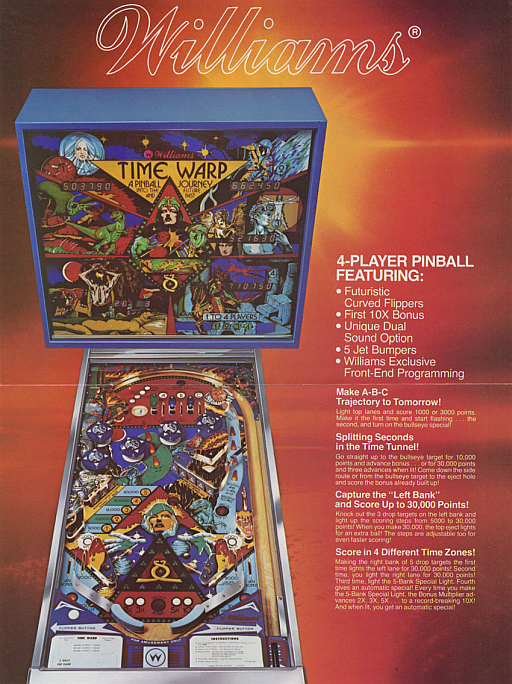 Williams®
Williams
TIME WARP
A PINBALL JOURNEY
INTO THE FUTURE
AND PAST
503790
662450
21630
710750
1 TO 4 PLAYERS
4-PLAYER PINBALL
FEATURING:
• Futuristic
Curved Flippers
• First 10X Bonus
• Unique Dual
Sound Option
• 5 Jet Bumpers
• Williams Exclusive
Front-End Programming
Make A-B-C
Trajectory to Tomorrow!
Light top lanes and score 1000 or 3000 points.
Make it the first time and start flashing . . . the
second, and turn on the bullseye special!
Splitting Seconds
in the Time Tunnel!
Go straight up to the bullseye target for 10,000
points and advance bonus . . . or for 30,000 points
and three advances when lit! Come down the side
route or from the bullseye target to the eject hole
and score the bonus already built up!
Capture the "Left Bank"
and Score Up to 30,000 Points!
Knock out the 3 drop targets on the left bank and
light up the scoring steps from 5000 to 30,000
points! When you make 30,000, the top eject lights
for an extra ball! The steps are adjustable too for
even faster scoring!
Score in 4 Different Time Zones!
Making the right bank of 5 drop targets the first
time lights the left lane for 30,000 points! Second
time, you light the right lane for 30,000 points!
Third time, light the 5-Bank Special Light. Fourth
gives an automatic special! Every time you make
the 5-Bank Special Light, the Bonus Multiplier ad-
vances 2X, 3X, 5X . . . to a record-breaking 10X!
And when lit, you get an automatic special!
FLIPPER BUTTON
FLIPPER BUTTON
TIME WARP
FOR AMUSEMENT ONLY
INSTRUCTIONS
W